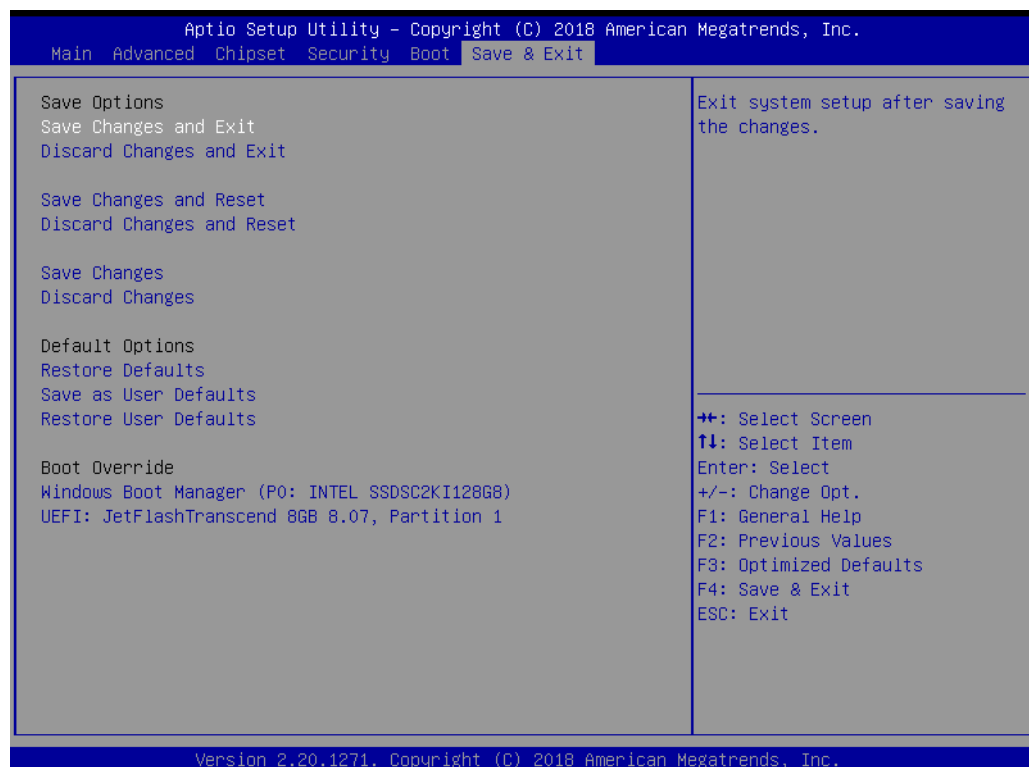 Aptio Setup Utility – Copyright (C) 2018 American Megatrends, Inc.
Main Advanced Chipset Security Boot Save & Exit
Save Options
Save Changes and Exit
Discard Changes and Exit
Save Changes and Reset
Discard Changes and Reset
Save Changes
Discard Changes
Default Options
Restore Defaults
Save as User Defaults
Restore User Defaults
Boot Override
Windows Boot Manager (P0: INTEL SSDSC2KI128G8)
UEFI: JetFlashTranscend 8GB 8.07, Partition 1
Exit system setup after saving
the changes.
→←: Select Screen
↑↓: Select Item
Enter: Select
+/-: Change Opt.
F1: General Help
F2: Previous Values
F3: Optimized Defaults
F4: Save & Exit
ESC: Exit
Version 2.20.1271. Copyright (C) 2018 American Megatrends, Inc.